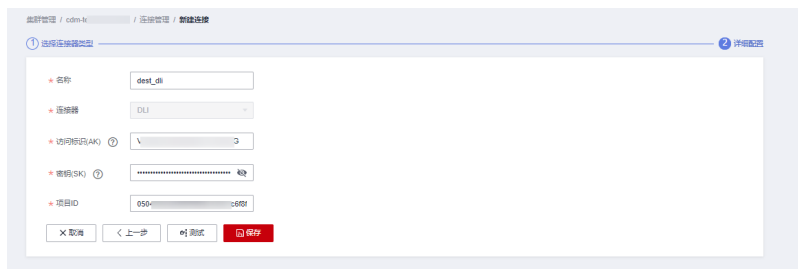 集群管理 / cdm-lx / 连接管理 / 新建连接
1 选择连接器类型
2 详细配置
* 名称 dest_dli
* 连接器 DLI
* 访问标识(AK) ? V G
* 密钥(SK) ? ••••••••••••••••••••••••••••••••••••
* 项目ID 0504 c6f8f
取消 上一步 测试 保存